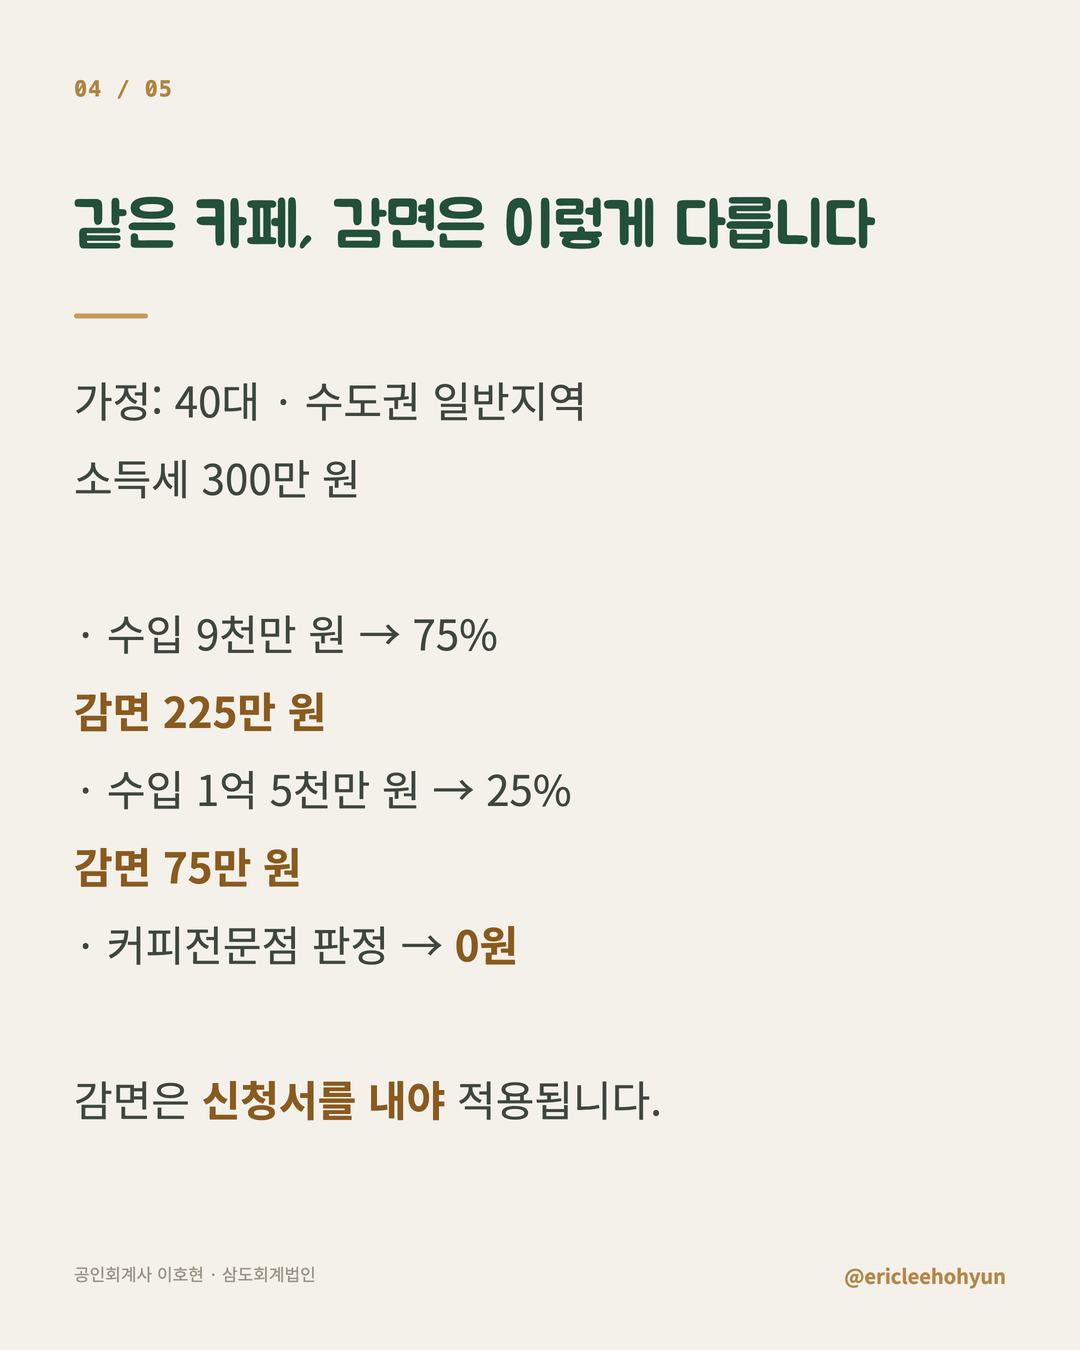 04 / 05
같은 카페, 감면은 이렇게 다릅니다
가정: 40대 · 수도권 일반지역
소득세 300만 원
· 수입 9천만 원 → 75%
감면 225만 원
· 수입 1억 5천만 원 → 25%
감면 75만 원
· 커피전문점 판정 → 0원
감면은 신청서를 내야 적용됩니다.
공인회계사 이호현 · 삼도회계법인
@ericleehohyun